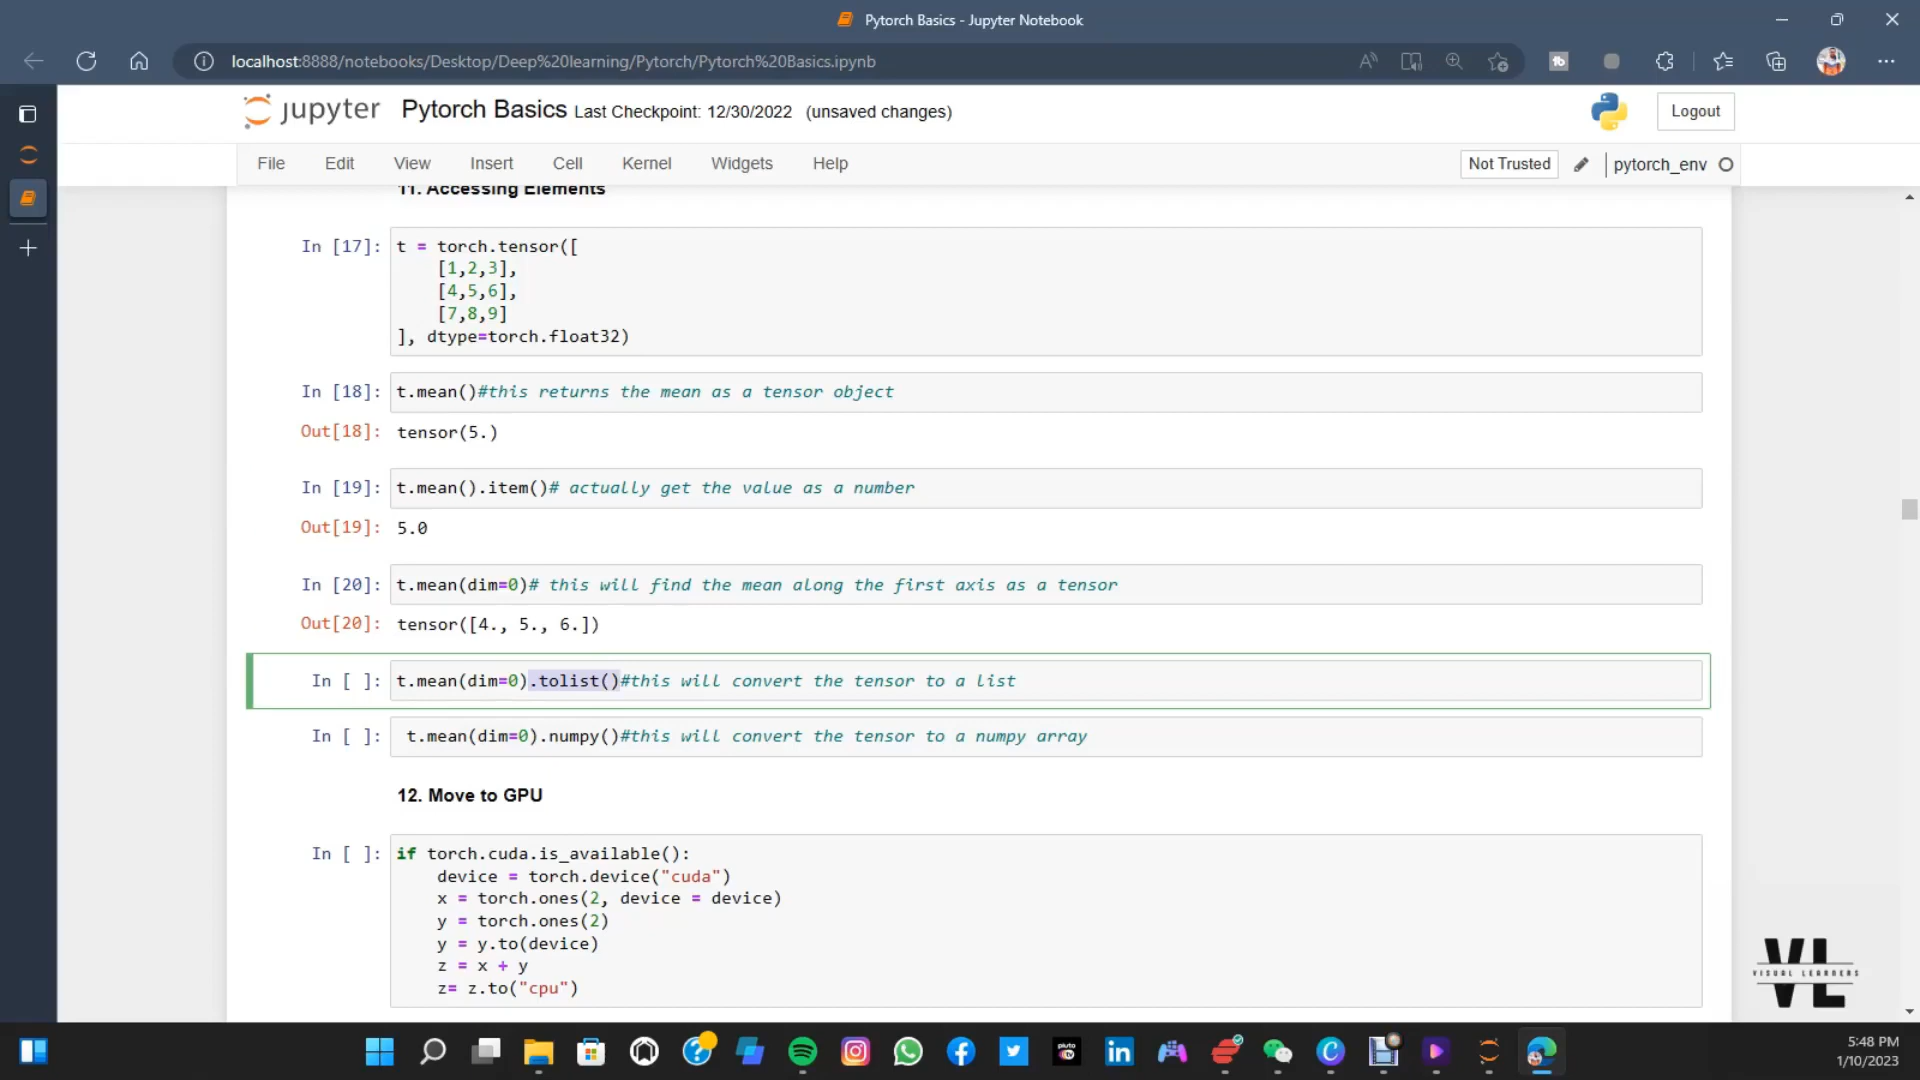 Pytorch Basics - Jupyter Notebook
localhost:8888/notebooks/Desktop/Deep%20learning/Pytorch/Pytorch%20Basics.ipynb
jupyter Pytorch Basics Last Checkpoint: 12/30/2022 (unsaved changes)
Logout
File Edit View Insert Cell Kernel Widgets Help
Not Trusted pytorch_env
11. Accessing Elements
In [17]: t = torch.tensor([
[1,2,3],
[4,5,6],
[7,8,9]
], dtype=torch.float32)
In [18]: t.mean()#this returns the mean as a tensor object
Out[18]: tensor(5.)
In [19]: t.mean().item()# actually get the value as a number
Out[19]: 5.0
In [20]: t.mean(dim=0)# this will find the mean along the first axis as a tensor
Out[20]: tensor([4., 5., 6.])
In [ ]: t.mean(dim=0).tolist()#this will convert the tensor to a list
In [ ]: t.mean(dim=0).numpy()#this will convert the tensor to a numpy array
12. Move to GPU
In [ ]: if torch.cuda.is_available():
device = torch.device("cuda")
x = torch.ones(2, device = device)
y = torch.ones(2)
y = y.to(device)
z = x + y
z= z.to("cpu")
VL
VISUAL LEARNERS
pluto tv
5:48 PM
1/10/2023